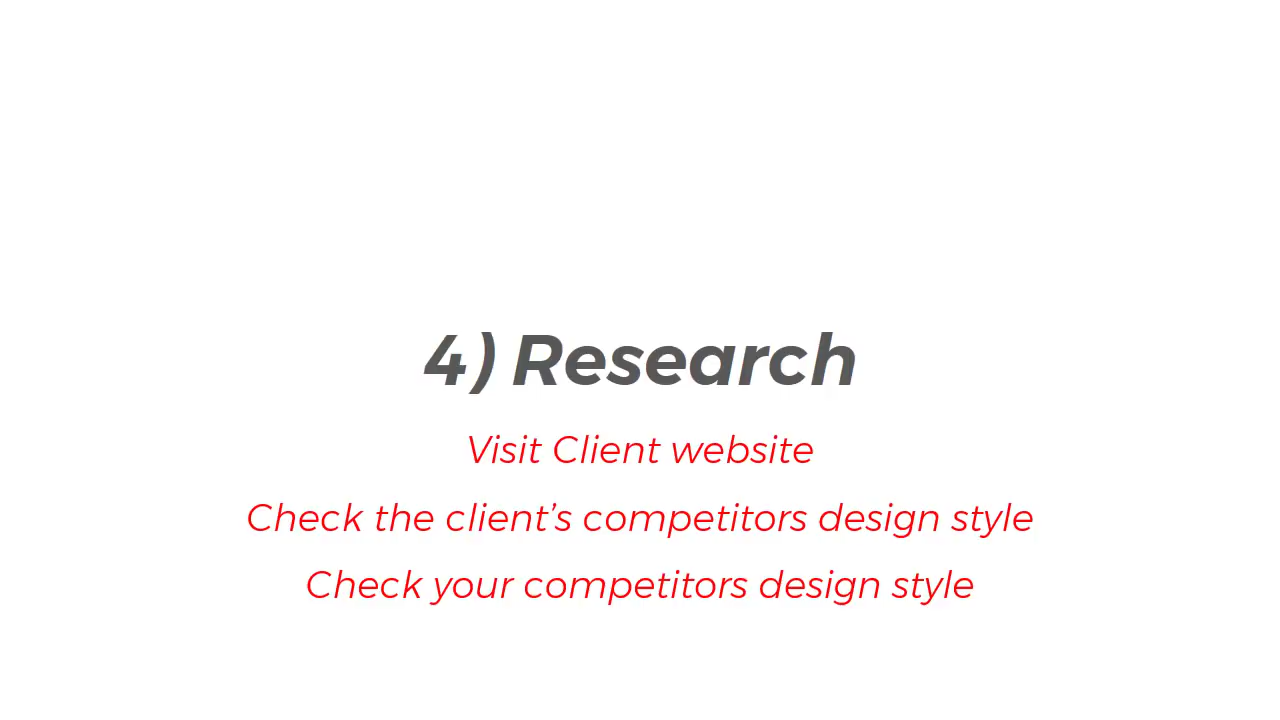 4) Research
Visit Client website
Check the client’s competitors design style
Check your competitors design style